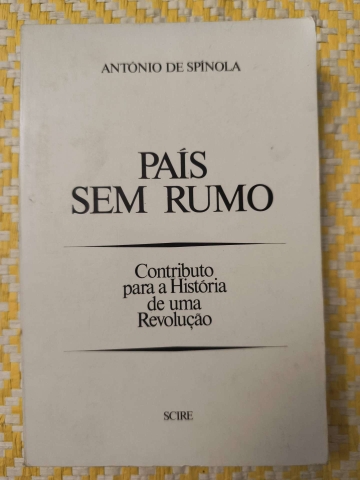 ANTÓNIO DE SPÍNOLA
PAÍS
SEM RUMO
Contributo
para a História
de uma
Revolução
SCIRE